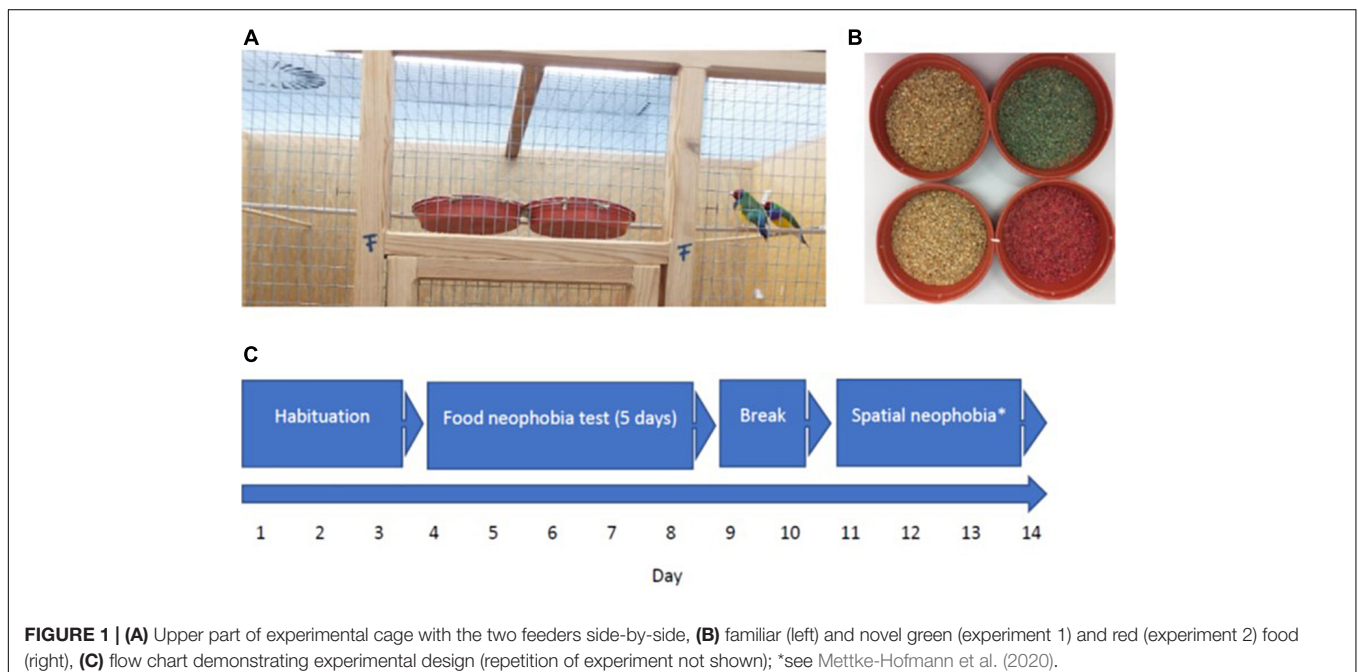 A
B
F
F
C
Habituation
Food neophobia test (5 days)
Break
Spatial neophobia*
1 2 3 4 5 6 7 8 9 10 11 12 13 14
Day
FIGURE 1 | (A) Upper part of experimental cage with the two feeders side-by-side, (B) familiar (left) and novel green (experiment 1) and red (experiment 2) food
(right), (C) flow chart demonstrating experimental design (repetition of experiment not shown); *see Mettke-Hofmann et al. (2020).